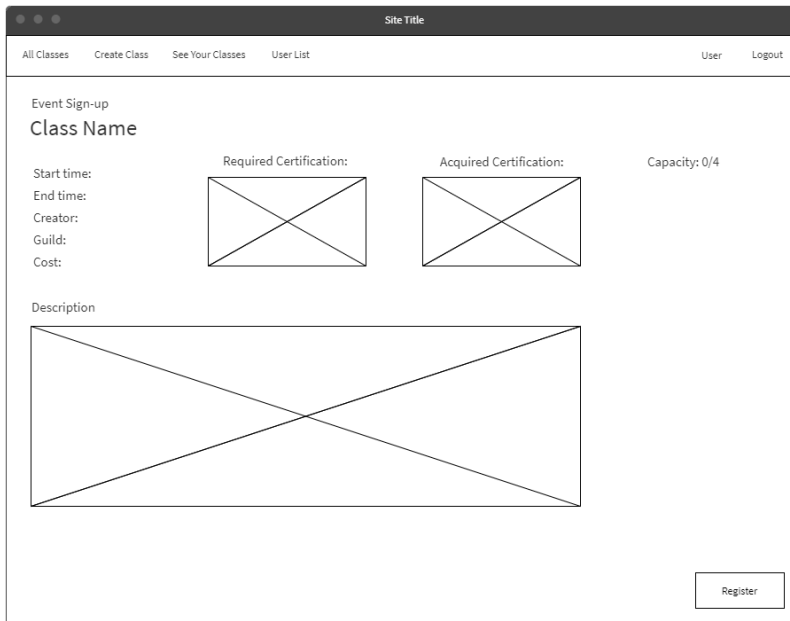 Site Title
All Classes Create Class See Your Classes User List User Logout
Event Sign-up
Class Name
Required Certification: Acquired Certification: Capacity: 0/4
Start time:
End time:
Creator:
Guild:
Cost:
Description
Register